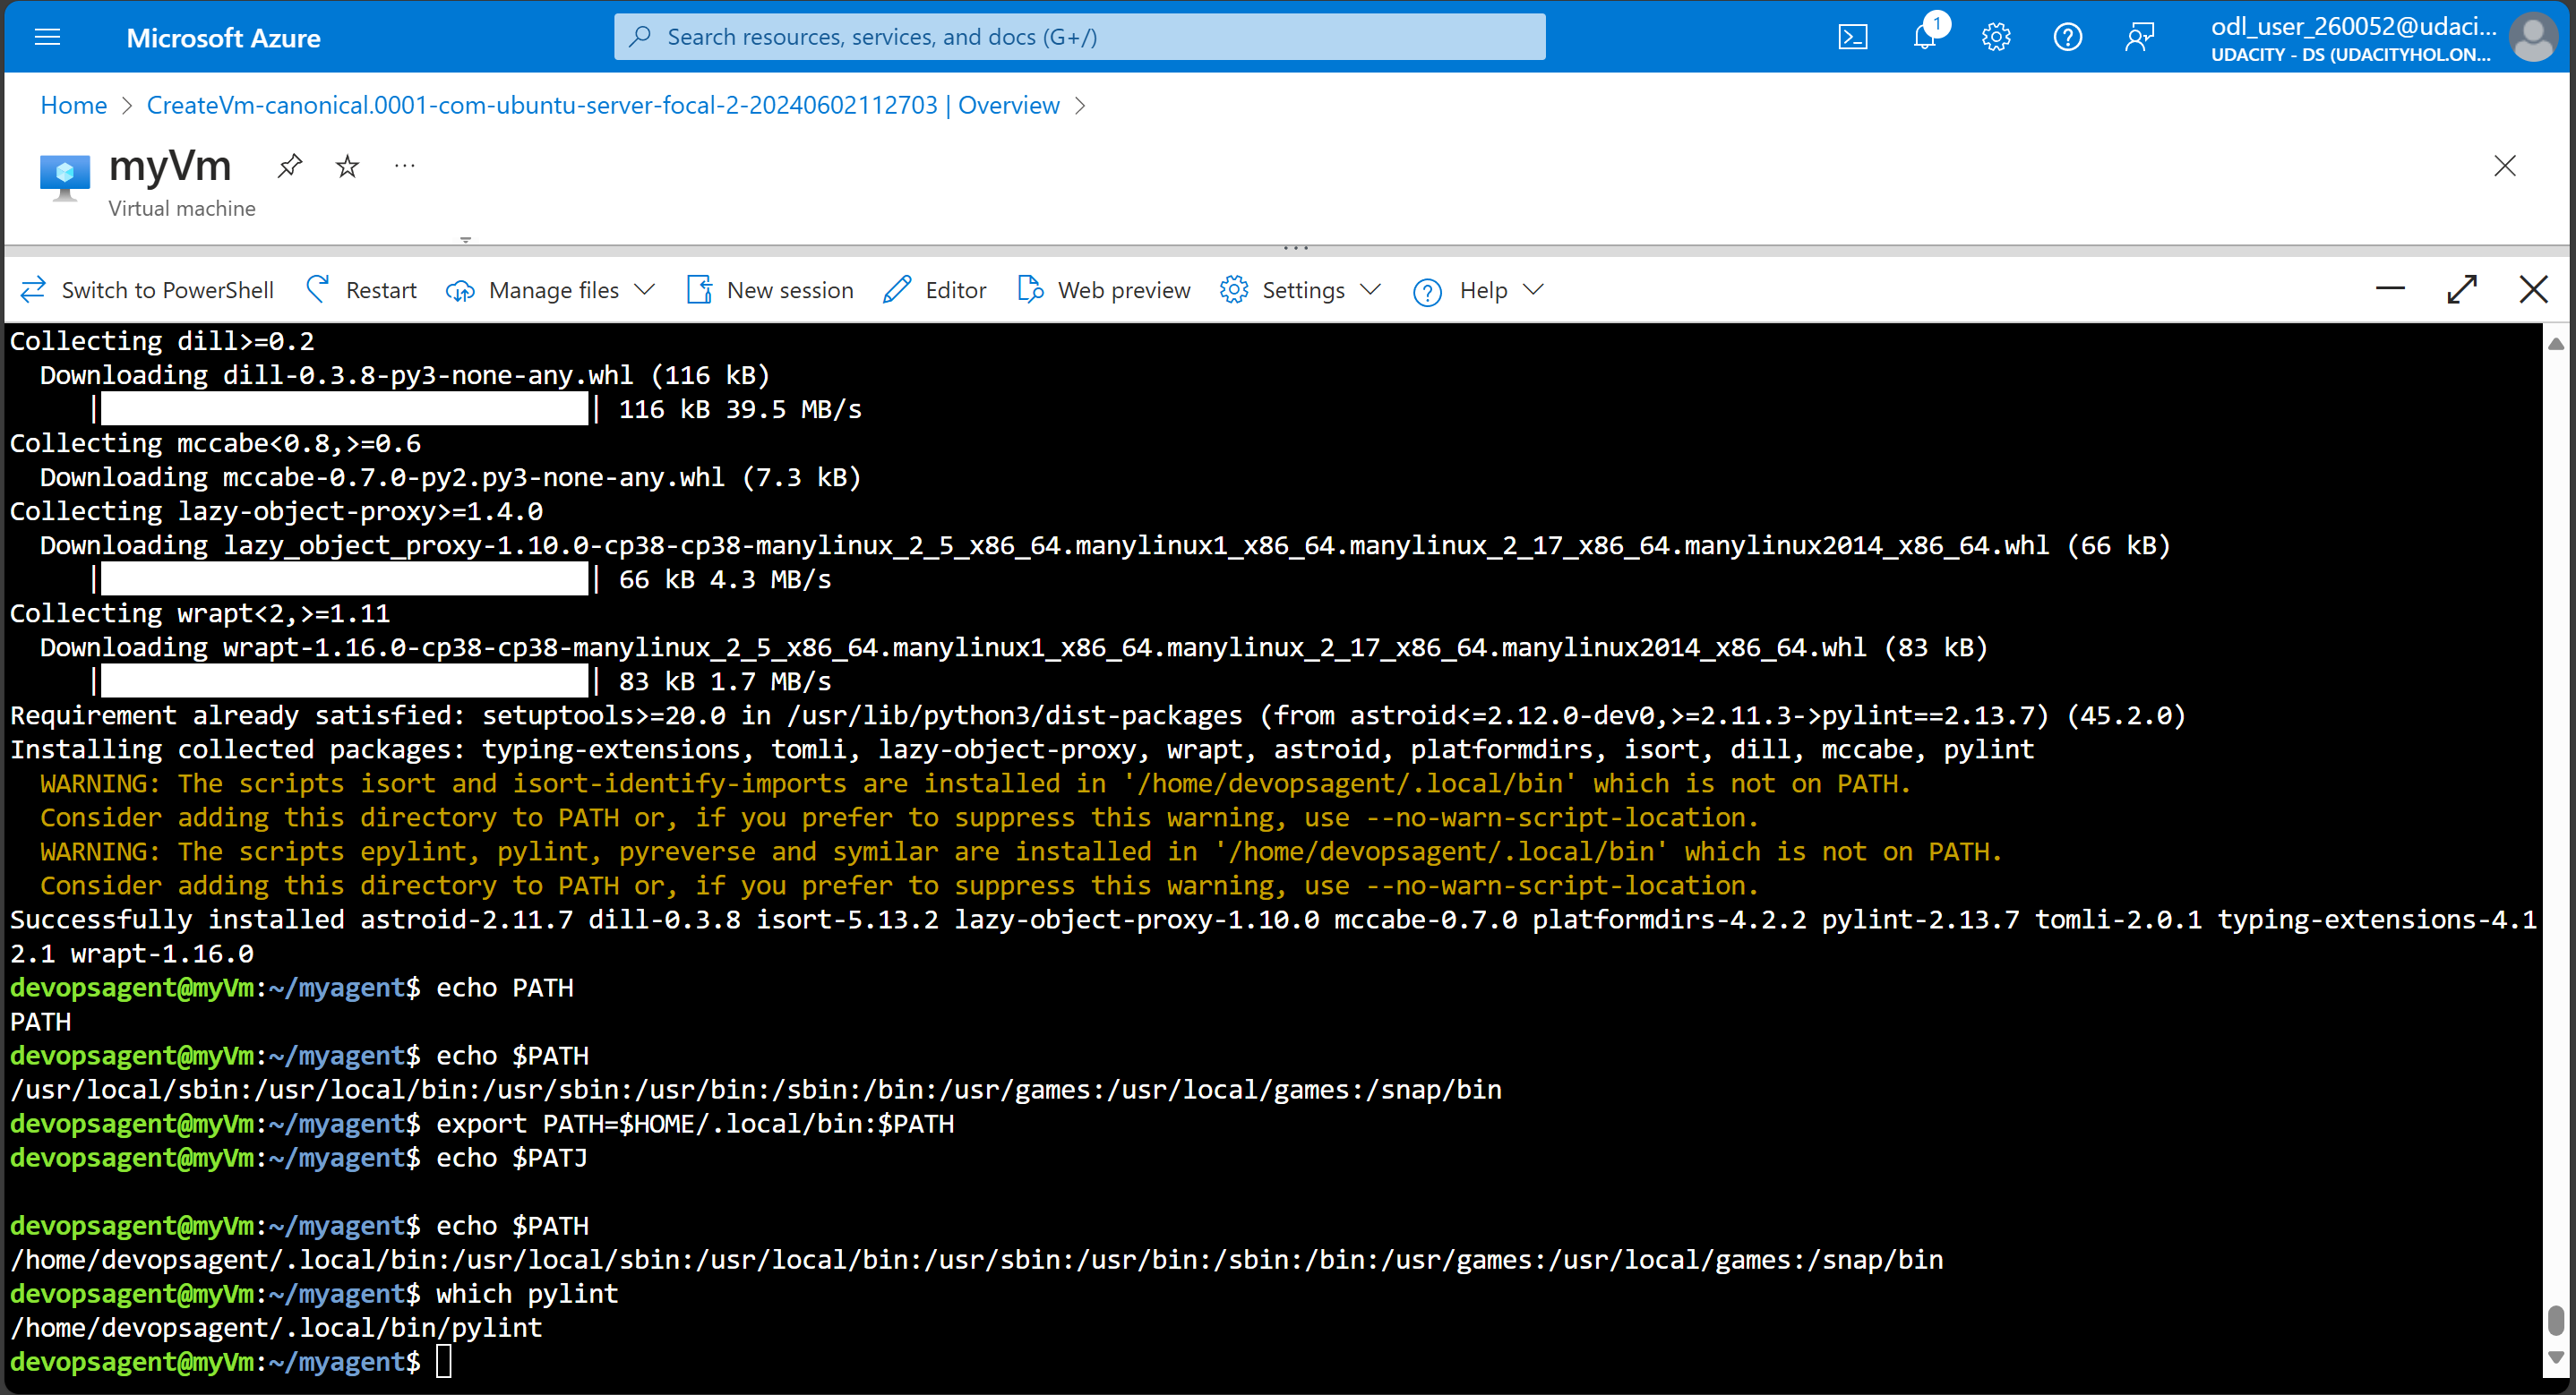 Microsoft Azure
Search resources, services, and docs (G+/)
1
odl_user_260052@udaci...
UDACITY - DS (UDACITYHOL.ON...
Home > CreateVm-canonical.0001-com-ubuntu-server-focal-2-20240602112703 | Overview >
myVm
Virtual machine
Switch to PowerShell Restart Manage files New session Editor Web preview Settings Help
Collecting dill>=0.2
  Downloading dill-0.3.8-py3-none-any.whl (116 kB)
     | | 116 kB 39.5 MB/s
Collecting mccabe<0.8,>=0.6
  Downloading mccabe-0.7.0-py2.py3-none-any.whl (7.3 kB)
Collecting lazy-object-proxy>=1.4.0
  Downloading lazy_object_proxy-1.10.0-cp38-cp38-manylinux_2_5_x86_64.manylinux1_x86_64.manylinux_2_17_x86_64.manylinux2014_x86_64.whl (66 kB)
     | | 66 kB 4.3 MB/s
Collecting wrapt<2,>=1.11
  Downloading wrapt-1.16.0-cp38-cp38-manylinux_2_5_x86_64.manylinux1_x86_64.manylinux_2_17_x86_64.manylinux2014_x86_64.whl (83 kB)
     | | 83 kB 1.7 MB/s
Requirement already satisfied: setuptools>=20.0 in /usr/lib/python3/dist-packages (from astroid<=2.12.0-dev0,>=2.11.3->pylint==2.13.7) (45.2.0)
Installing collected packages: typing-extensions, tomli, lazy-object-proxy, wrapt, astroid, platformdirs, isort, dill, mccabe, pylint
  WARNING: The scripts isort and isort-identify-imports are installed in '/home/devopsagent/.local/bin' which is not on PATH.
  Consider adding this directory to PATH or, if you prefer to suppress this warning, use --no-warn-script-location.
  WARNING: The scripts epylint, pylint, pyreverse and symilar are installed in '/home/devopsagent/.local/bin' which is not on PATH.
  Consider adding this directory to PATH or, if you prefer to suppress this warning, use --no-warn-script-location.
Successfully installed astroid-2.11.7 dill-0.3.8 isort-5.13.2 lazy-object-proxy-1.10.0 mccabe-0.7.0 platformdirs-4.2.2 pylint-2.13.7 tomli-2.0.1 typing-extensions-4.1
2.1 wrapt-1.16.0
devopsagent@myVm:~/myagent$ echo PATH
PATH
devopsagent@myVm:~/myagent$ echo $PATH
/usr/local/sbin:/usr/local/bin:/usr/sbin:/usr/bin:/sbin:/bin:/usr/games:/usr/local/games:/snap/bin
devopsagent@myVm:~/myagent$ export PATH=$HOME/.local/bin:$PATH
devopsagent@myVm:~/myagent$ echo $PATJ
devopsagent@myVm:~/myagent$ echo $PATH
/home/devopsagent/.local/bin:/usr/local/sbin:/usr/local/bin:/usr/sbin:/usr/bin:/sbin:/bin:/usr/games:/usr/local/games:/snap/bin
devopsagent@myVm:~/myagent$ which pylint
/home/devopsagent/.local/bin/pylint
devopsagent@myVm:~/myagent$